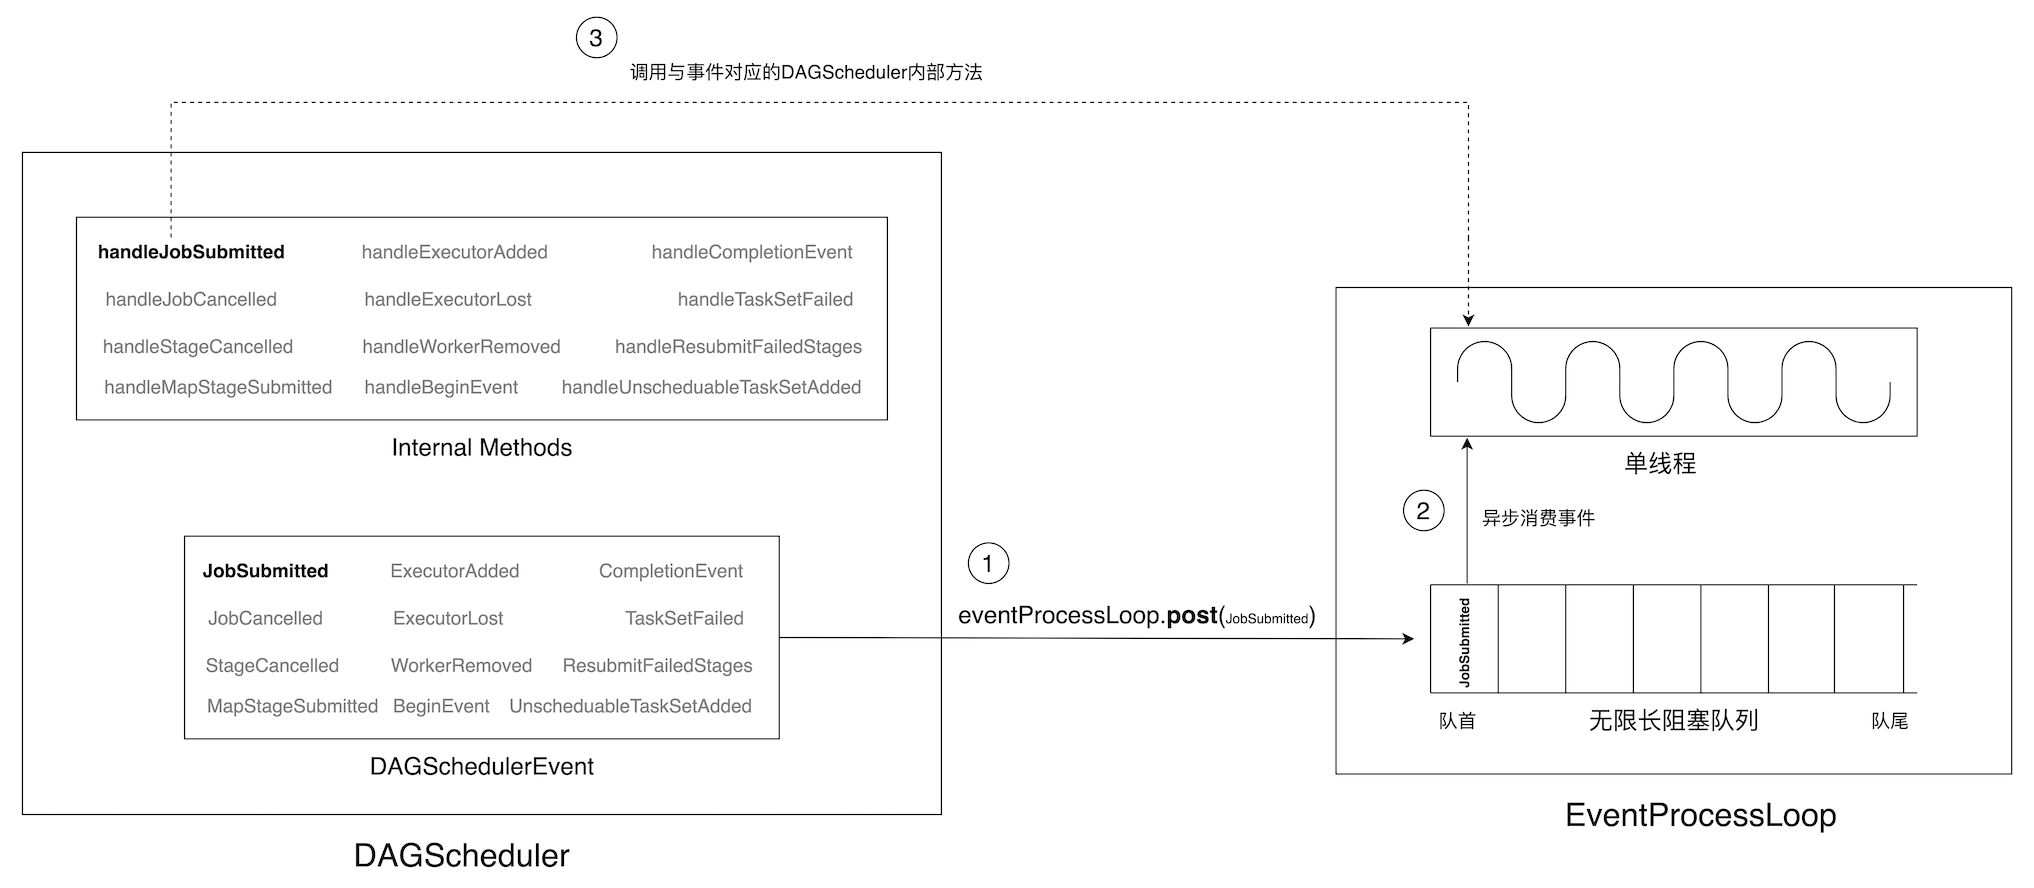 3
调用与事件对应的DAGScheduler内部方法
handleJobSubmitted handleExecutorAdded handleCompletionEvent
handleJobCancelled handleExecutorLost handleTaskSetFailed
handleStageCancelled handleWorkerRemoved handleResubmitFailedStages
handleMapStageSubmitted handleBeginEvent handleUnscheduableTaskSetAdded
Internal Methods
JobSubmitted ExecutorAdded CompletionEvent
JobCancelled ExecutorLost TaskSetFailed
StageCancelled WorkerRemoved ResubmitFailedStages
MapStageSubmitted BeginEvent UnscheduableTaskSetAdded
DAGSchedulerEvent
DAGScheduler
1
eventProcessLoop.post(JobSubmitted)
单线程
2
异步消费事件
JobSubmitted
队首 无限长阻塞队列 队尾
EventProcessLoop